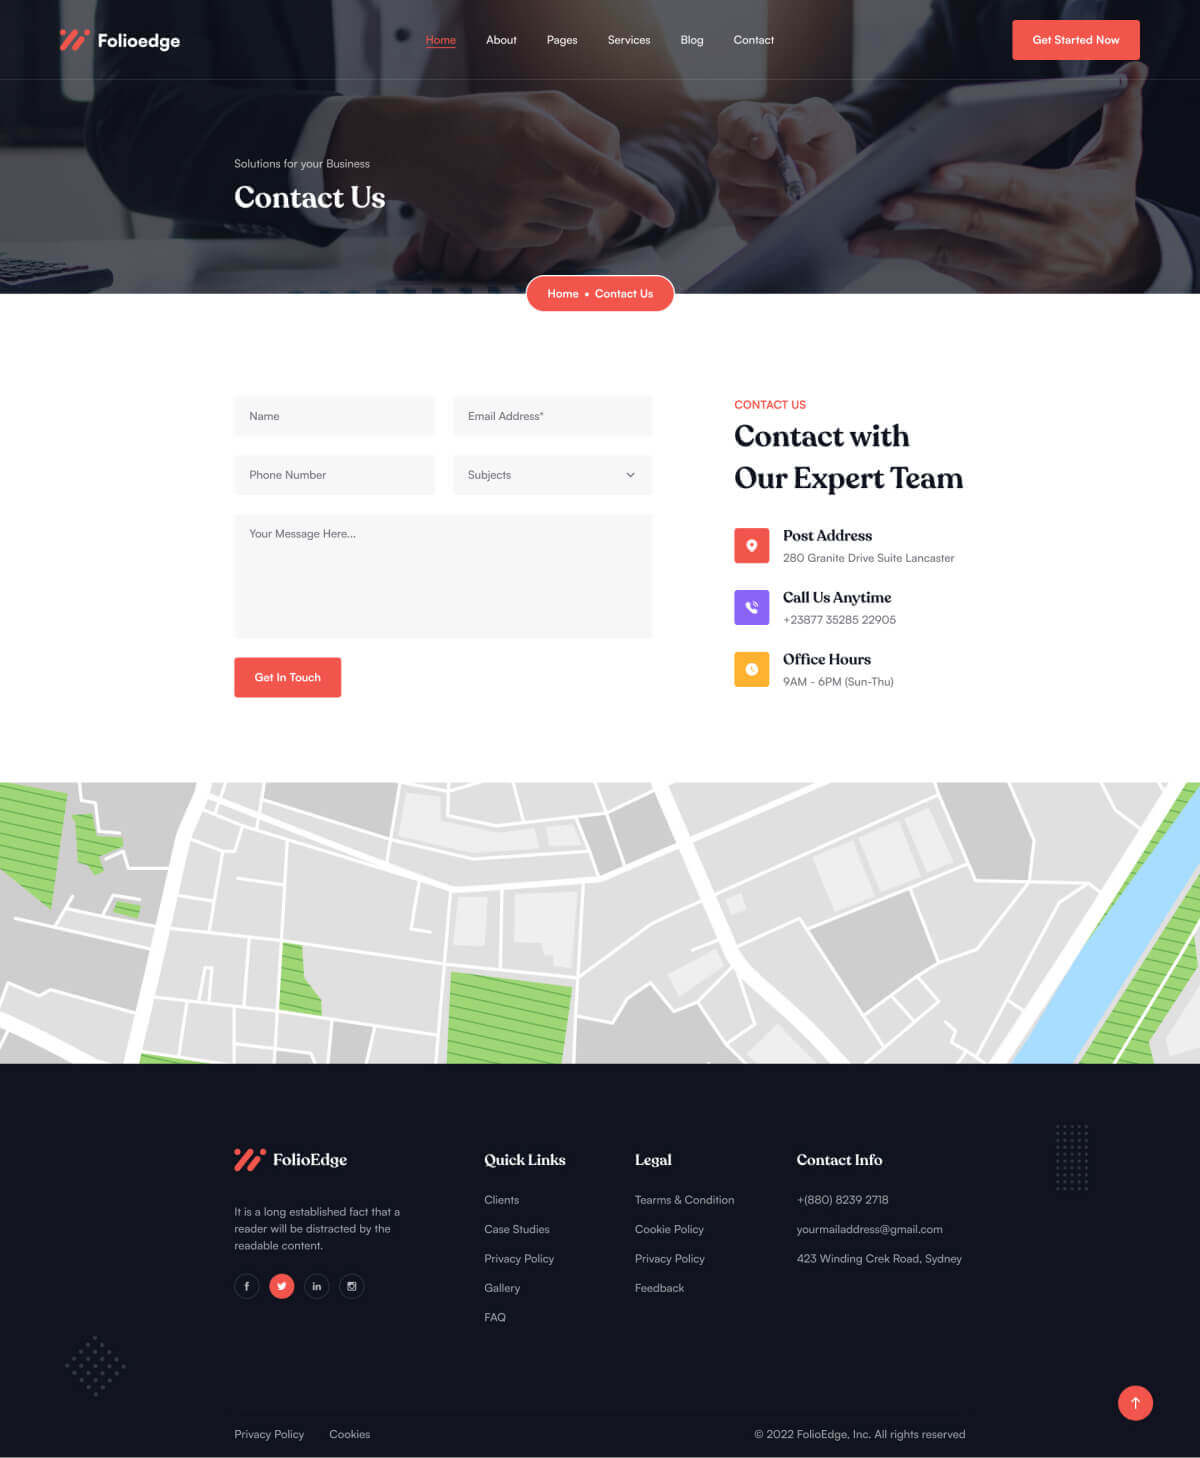 Folioedge
Home About Pages Services Blog Contact
Get Started Now
Solutions for your Business
Contact Us
Home • Contact Us
Name
Email Address*
Phone Number
Subjects
Your Message Here...
Get In Touch
CONTACT US
Contact with
Our Expert Team
Post Address
280 Granite Drive Suite Lancaster
Call Us Anytime
+23877 35285 22905
Office Hours
9AM - 6PM (Sun-Thu)
FolioEdge
It is a long established fact that a
reader will be distracted by the
readable content.
Quick Links
Clients
Case Studies
Privacy Policy
Gallery
FAQ
Legal
Tearms & Condition
Cookie Policy
Privacy Policy
Feedback
Contact Info
+(880) 8239 2718
yourmailaddress@gmail.com
423 Winding Crek Road, Sydney
Privacy Policy Cookies
© 2022 FolioEdge, Inc. All rights reserved